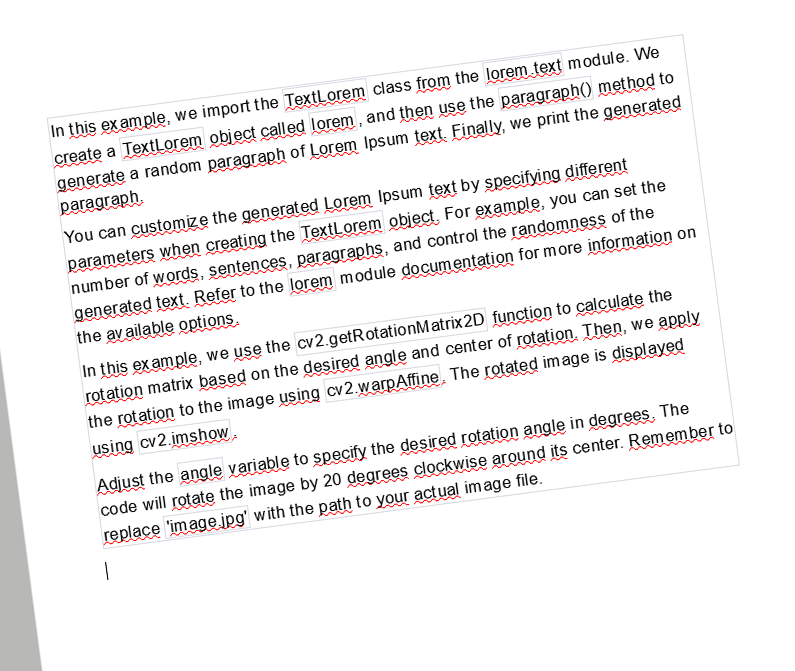 In this example, we import the TextLorem class from the lorem.text module. We
create a TextLorem object called lorem, and then use the paragraph() method to
generate a random paragraph of Lorem Ipsum text. Finally, we print the generated
paragraph.
You can customize the generated Lorem Ipsum text by specifying different
parameters when creating the TextLorem object. For example, you can set the
number of words, sentences, paragraphs, and control the randomness of the
generated text. Refer to the lorem module documentation for more information on
the available options.
In this example, we use the cv2.getRotationMatrix2D function to calculate the
rotation matrix based on the desired angle and center of rotation. Then, we apply
the rotation to the image using cv2.warpAffine. The rotated image is displayed
using cv2.imshow.
Adjust the angle variable to specify the desired rotation angle in degrees. The
code will rotate the image by 20 degrees clockwise around its center. Remember to
replace 'image.jpg' with the path to your actual image file.